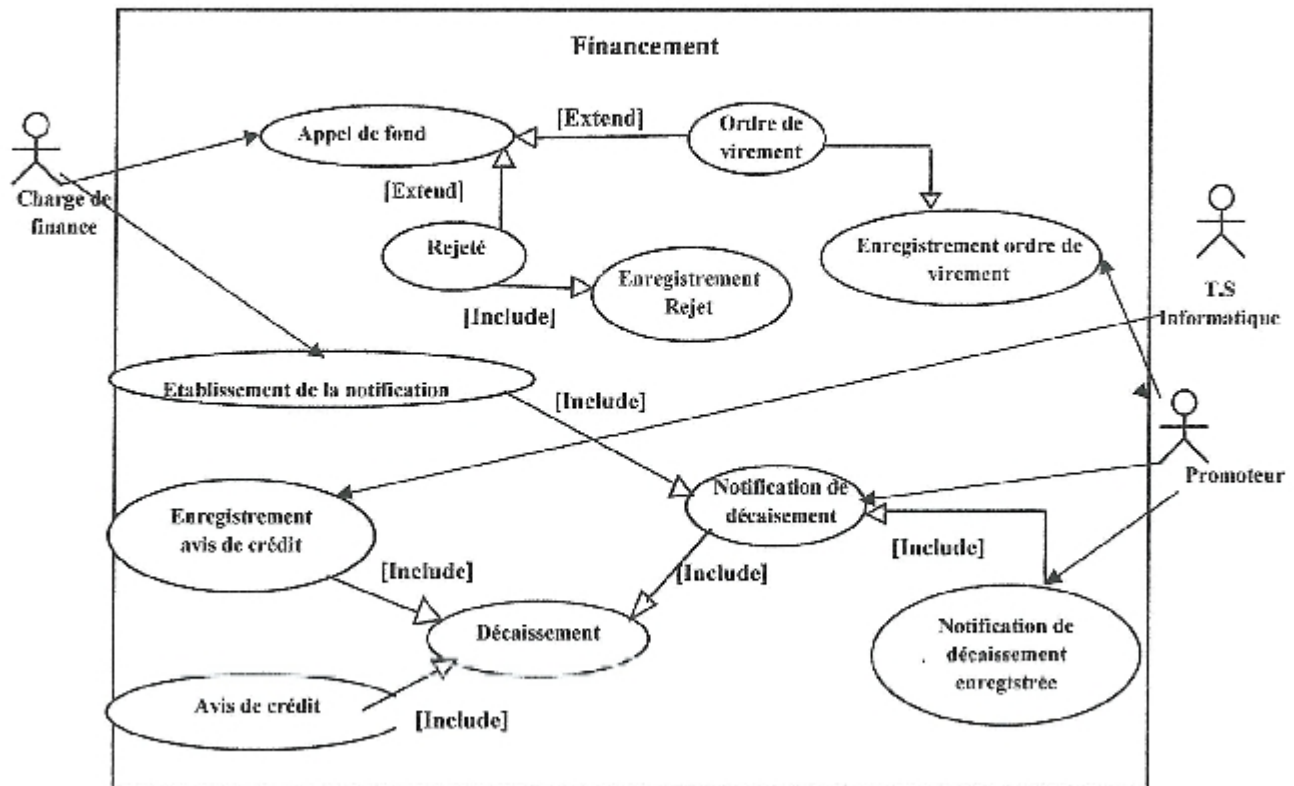 Financement
Appel de fond
[Extend]
Ordre de
virement
[Extend]
Charge de
finance
Rejeté
Enregistrement
Rejet
[Include]
Enregistrement ordre de
virement
T.S
Informatique
Etablissement de la notification
[Include]
Notification de
décaisement
Promoteur
Enregistrement
avis de crédit
[Include]
[Include]
[Include]
Décaissement
Notification de
décaissement
enregistrée
Avis de crédit
[Include]